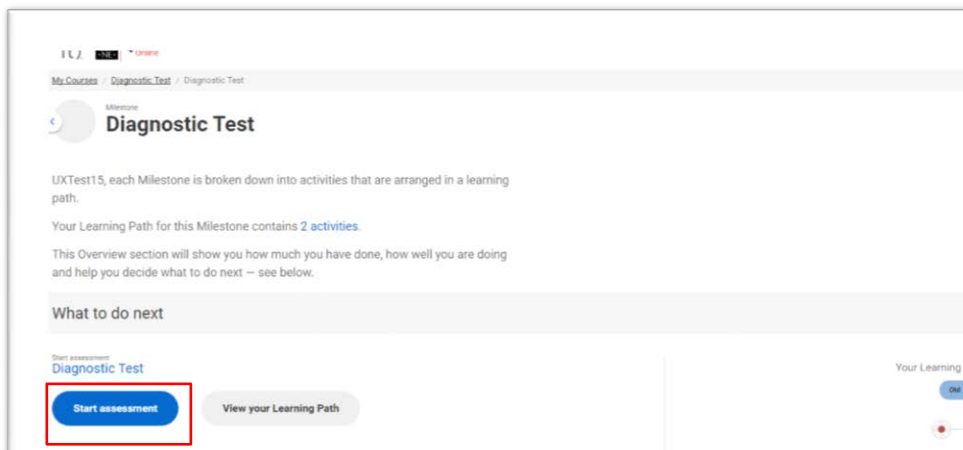 Online
My Courses / Diagnostic Test / Diagnostic Test
Milestone
Diagnostic Test
UXTest15, each Milestone is broken down into activities that are arranged in a learning
path.
Your Learning Path for this Milestone contains 2 activities.
This Overview section will show you how much you have done, how well you are doing
and help you decide what to do next — see below.
What to do next
Start assessment
Diagnostic Test
Your Learning
Start assessment
View your Learning Path